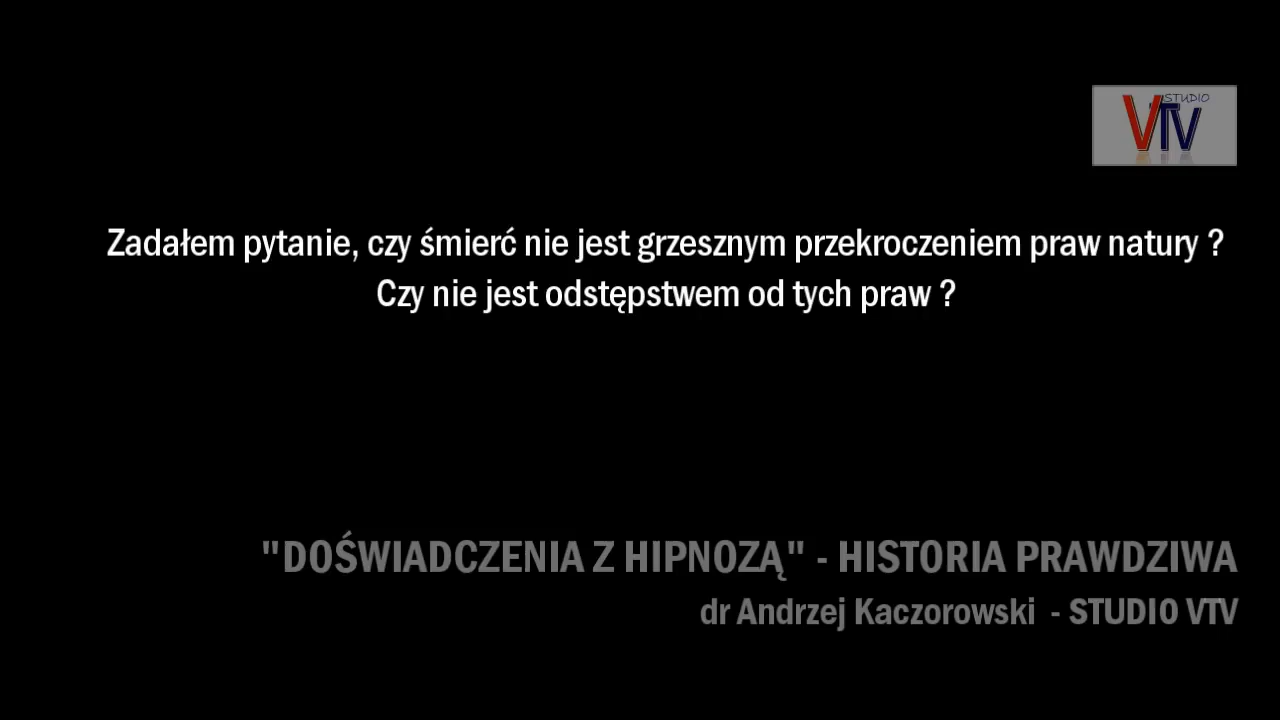 STUDIO
VTV
Zadałem pytanie, czy śmierć nie jest grzesznym przekroczeniem praw natury ?
Czy nie jest odstępstwem od tych praw ?
"DOŚWIADCZENIA Z HIPNOZĄ" - HISTORIA PRAWDZIWA
dr Andrzej Kaczorowski - STUDIO VTV